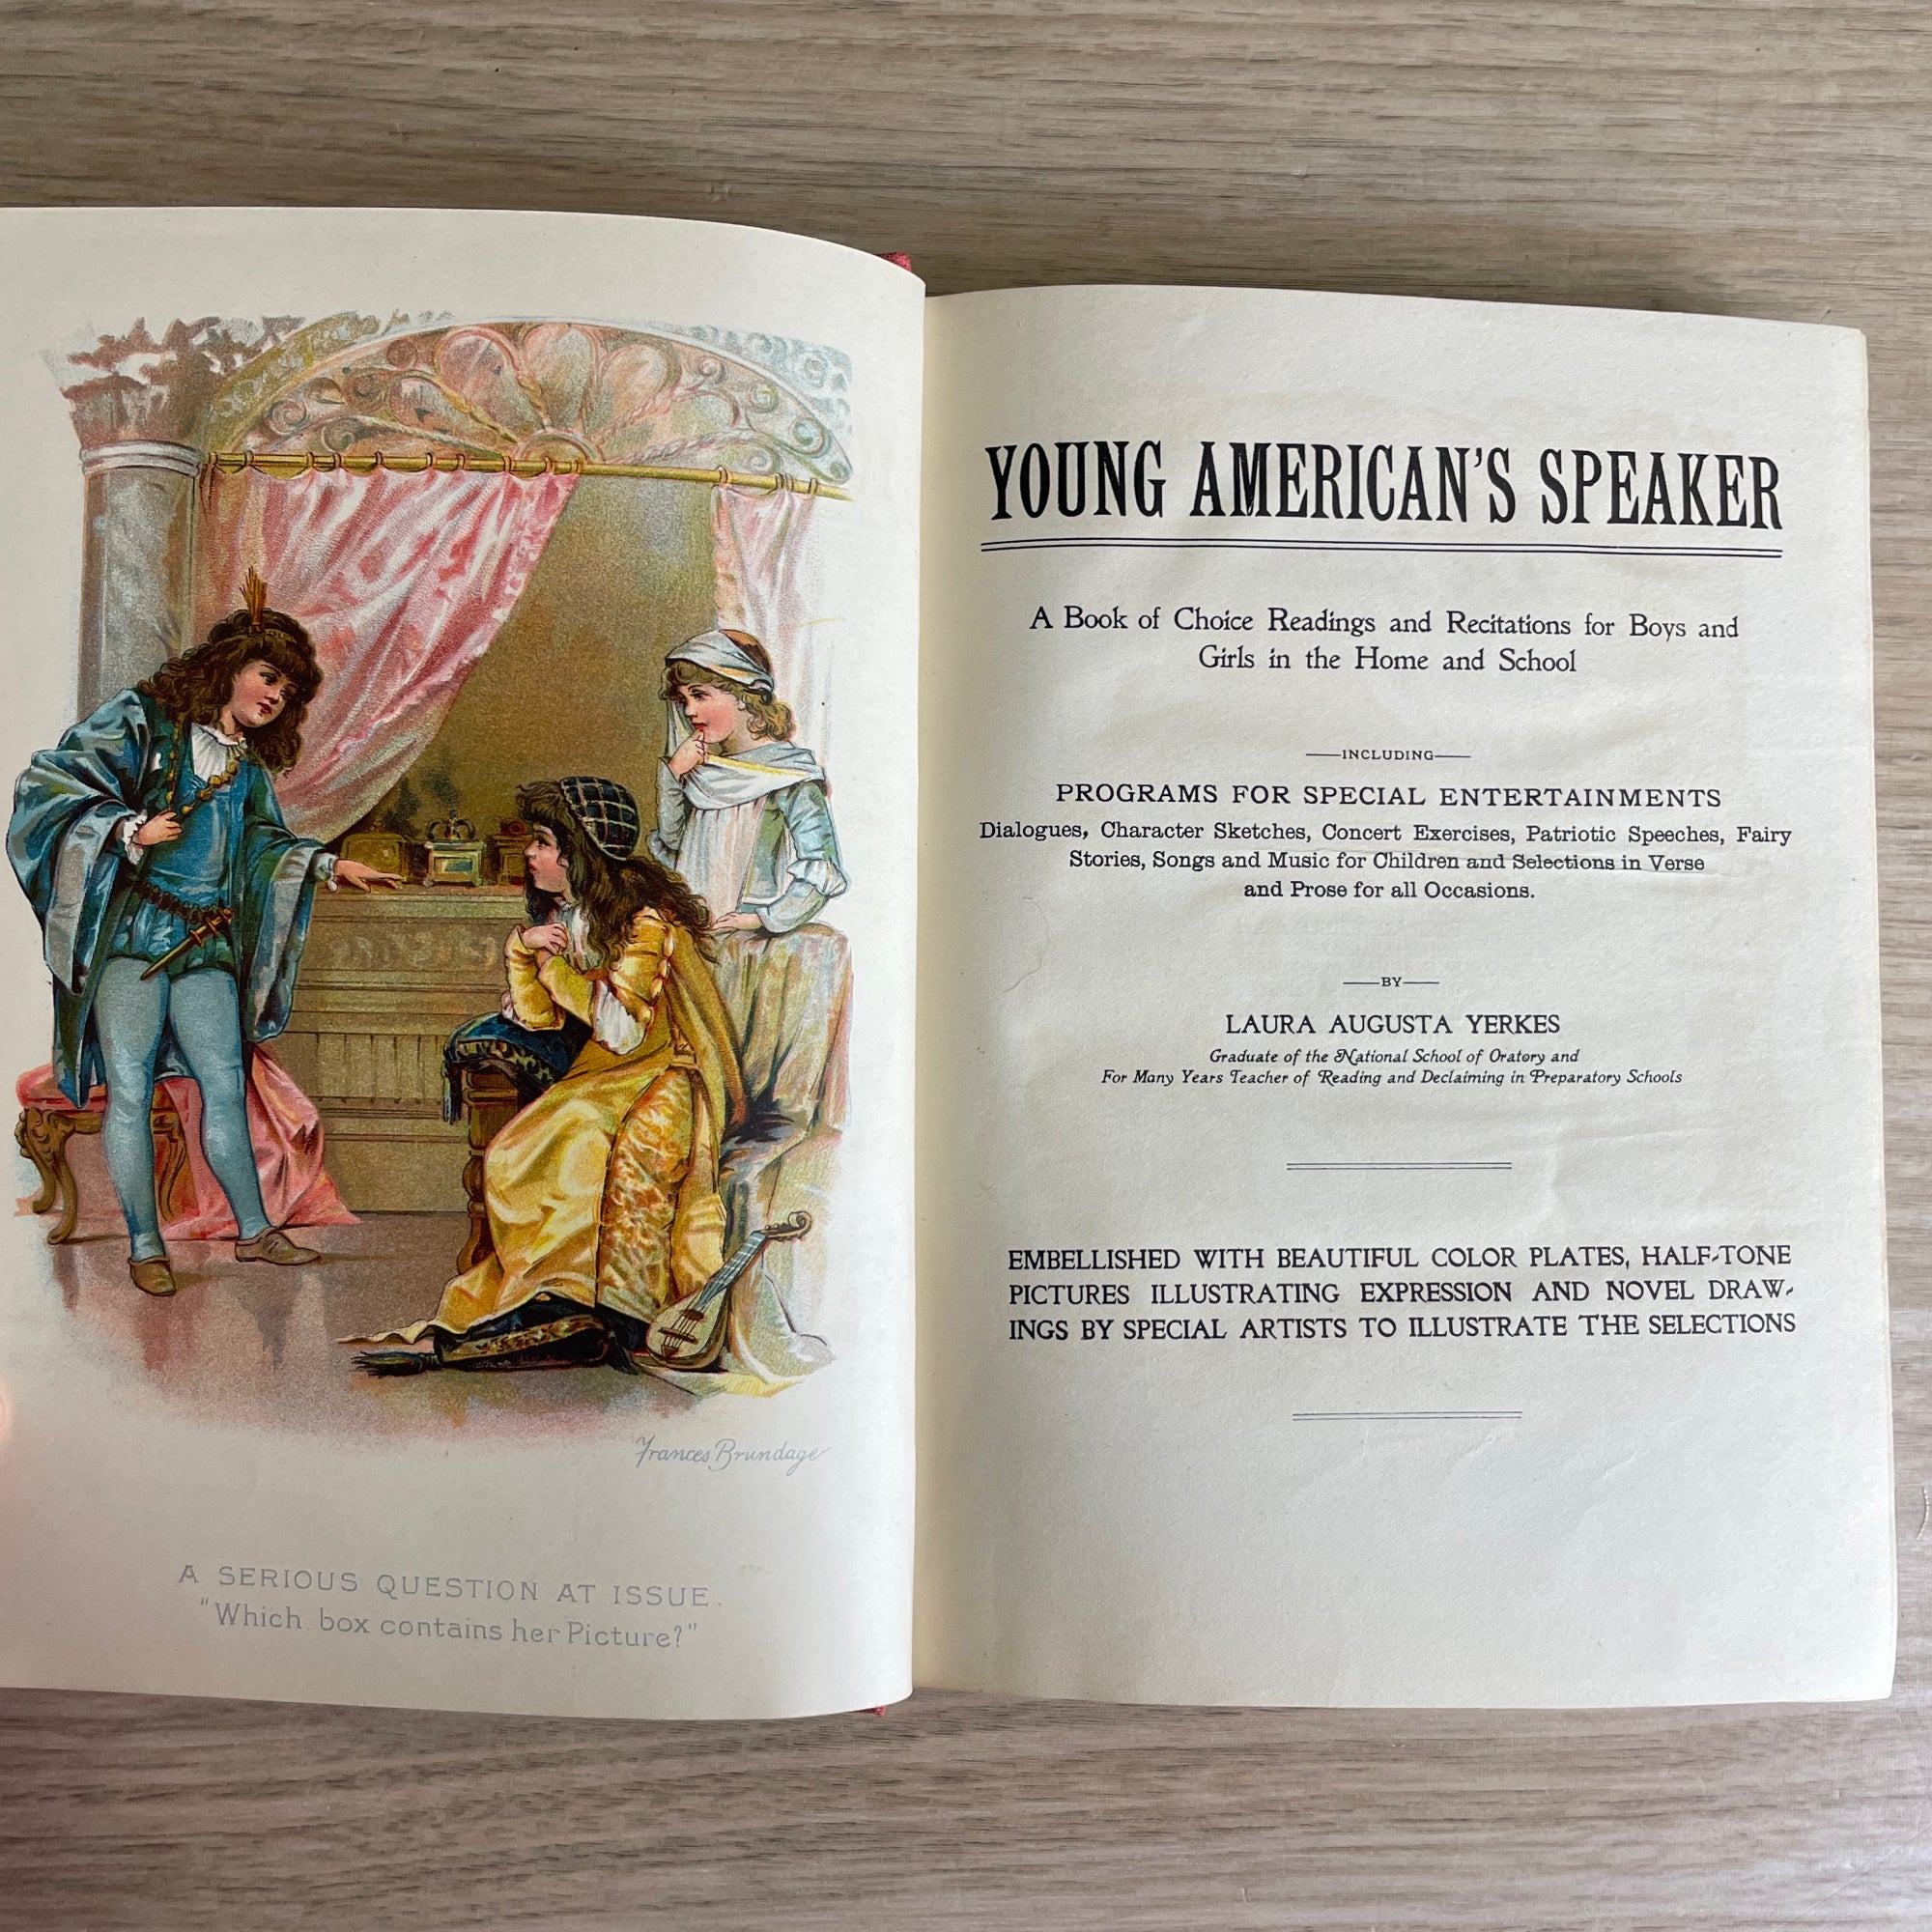 Frances Brundage
A SERIOUS QUESTION AT ISSUE.
"Which box contains her Picture?"
YOUNG AMERICAN'S SPEAKER
A Book of Choice Readings and Recitations for Boys and
Girls in the Home and School
INCLUDING
PROGRAMS FOR SPECIAL ENTERTAINMENTS
Dialogues, Character Sketches, Concert Exercises, Patriotic Speeches, Fairy
Stories, Songs and Music for Children and Selections in Verse
and Prose for all Occasions.
BY
LAURA AUGUSTA YERKES
Graduate of the National School of Oratory and
For Many Years Teacher of Reading and Declaiming in Preparatory Schools
EMBELLISHED WITH BEAUTIFUL COLOR PLATES, HALF-TONE
PICTURES ILLUSTRATING EXPRESSION AND NOVEL DRAW-
INGS BY SPECIAL ARTISTS TO ILLUSTRATE THE SELECTIONS